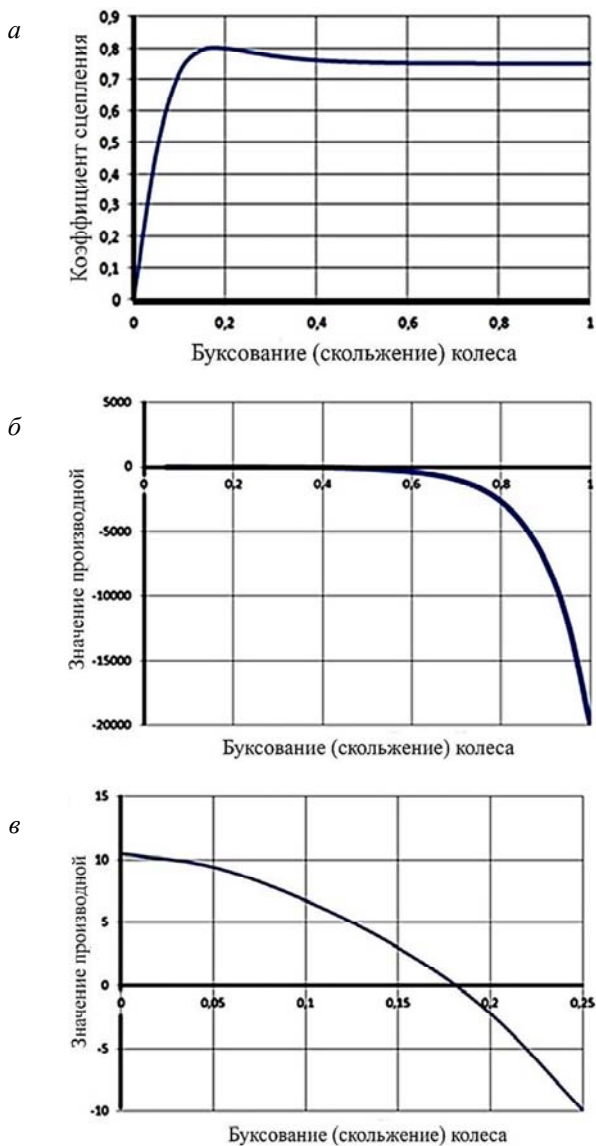 а
Коэффициент сцепления
0,9
0,8
0,7
0,6
0,5
0,4
0,3
0,2
0,1
0
0 0,2 0,4 0,6 0,8 1
Буксование (скольжение) колеса
б
Значение производной
5000
0
-5000
-10000
-15000
-20000
0 0,2 0,4 0,6 0,8 1
Буксование (скольжение) колеса
в
Значение производной
15
10
5
0
-5
-10
0 0,05 0,1 0,15 0,2 0,25
Буксование (скольжение) колеса